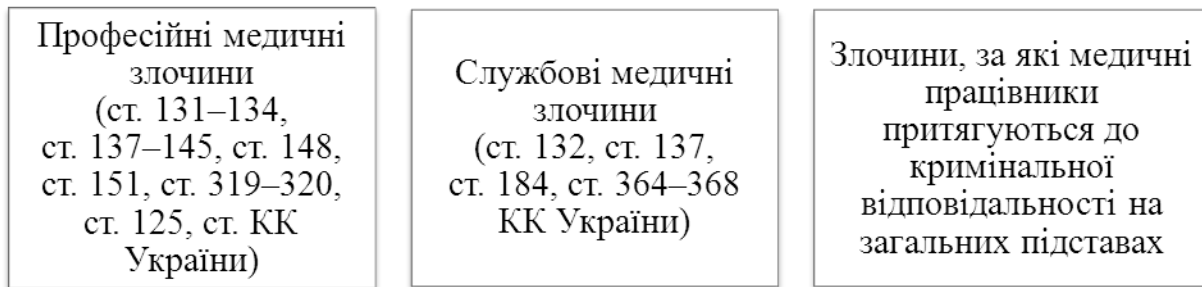 Професійні медичні
злочини
(ст. 131–134,
ст. 137–145, ст. 148,
ст. 151, ст. 319–320,
ст. 125, ст. КК
України)
Службові медичні
злочини
(ст. 132, ст. 137,
ст. 184, ст. 364–368
КК України)
Злочини, за які медичні
працівники
притягуються до
кримінальної
відповідальності на
загальних підставах